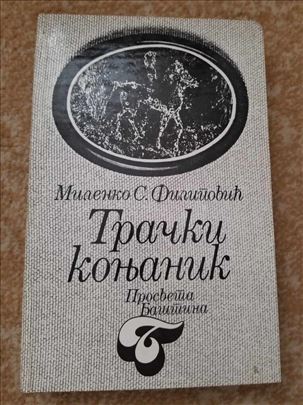 Миленко С. Филиповић
Трачки
коњаник
Просвета
Баштина